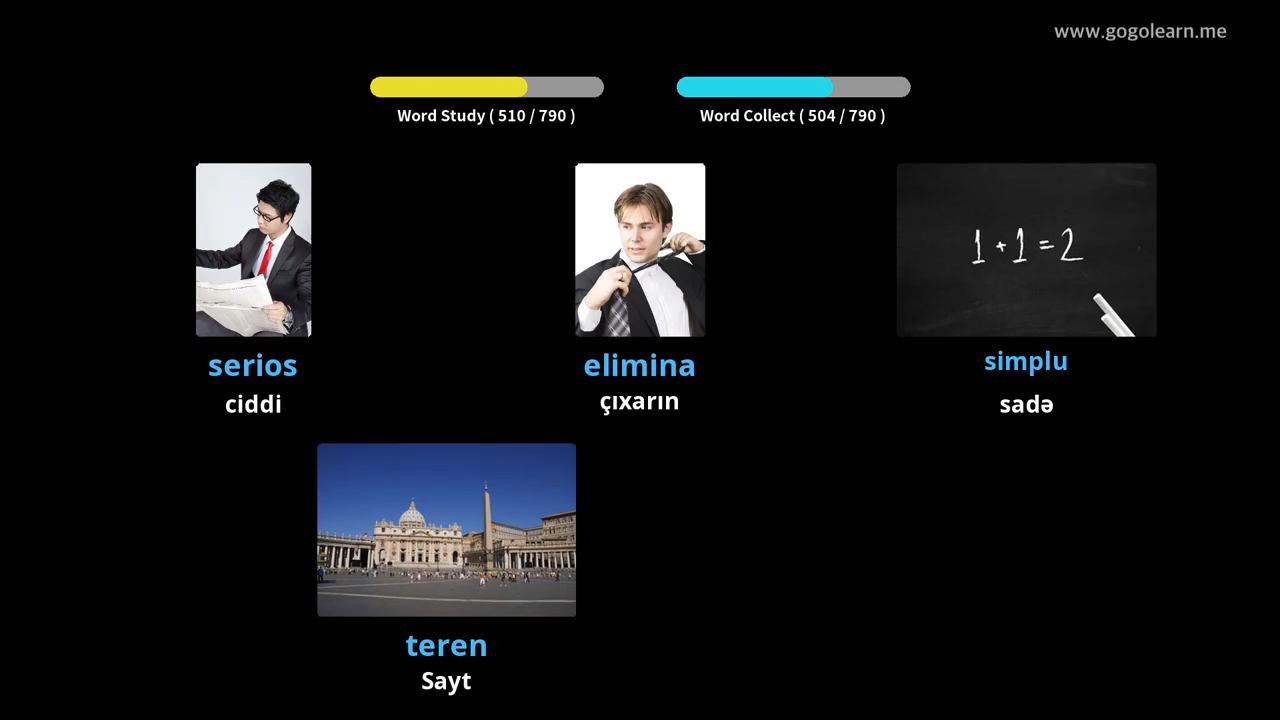 www.gogolearn.me
Word Study ( 510 / 790 )
Word Collect ( 504 / 790 )
1 + 1 = 2
serios
elimina
simplu
ciddi
çıxarın
sadə
teren
Sayt